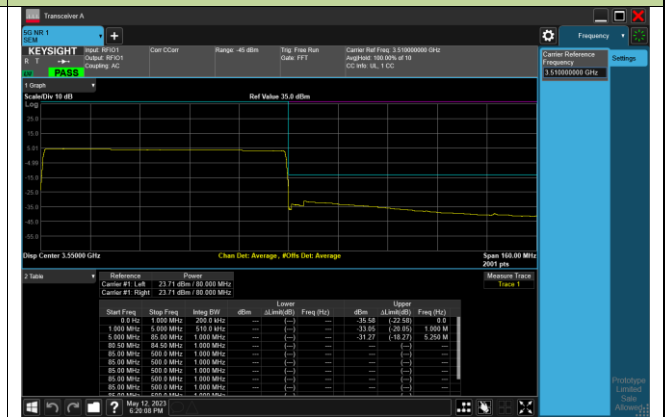 Transceiver A
5G NR 1
SEM
Frequency
KEYSIGHT
R T
PASS
Input: RFIO1
Output: RFIO1
Coupling: AC
Corr CCorr
Range: -45 dBm
Trig: Free Run
Gate: FFT
Carrier Ref Freq: 3.510000000 GHz
Avg|Hold: 100.00% of 10
CC Info: UL, 1 CC
Carrier Reference
Frequency
3.510000000 GHz
Settings
1 Graph
Scale/Div 10 dB
Ref Value 35.0 dBm
Log
25.0
15.0
5.01
-4.99
-15.0
-25.0
-35.0
-45.0
-55.0
Disp Center 3.55000 GHz
Chan Det: Average , #Offs Det: Average
Span 160.00 MHz
2001 pts
2 Table
Reference Power
Carrier #1: Left 23.71 dBm / 80.000 MHz
Carrier #1: Right 23.71 dBm / 80.000 MHz
Measure Trace
Trace 1
Lower Upper
Start Freq Stop Freq Integ BW dBm ΔLimit(dB) Freq (Hz) dBm ΔLimit(dB) Freq (Hz)
0.0 Hz 1.000 MHz 200.0 kHz --- (---) --- -35.58 (-22.58) 0.0
1.000 MHz 5.000 MHz 510.0 kHz --- (---) --- -33.05 (-20.05) 1.000 M
5.000 MHz 85.00 MHz 1.000 MHz --- (---) --- -31.27 (-18.27) 5.250 M
80.50 MHz 84.50 MHz 1.000 MHz --- (---) --- --- (---) ---
85.00 MHz 500.0 MHz 1.000 MHz --- (---) --- --- (---) ---
85.00 MHz 500.0 MHz 1.000 MHz --- (---) --- --- (---) ---
85.00 MHz 500.0 MHz 1.000 MHz --- (---) --- --- (---) ---
85.00 MHz 500.0 MHz 1.000 MHz --- (---) --- --- (---) ---
85.00 MHz 500.0 MHz 1.000 MHz --- (---) --- --- (---) ---
Prototype
Limited
Sale
Allowed
May 12, 2023
6:20:08 PM